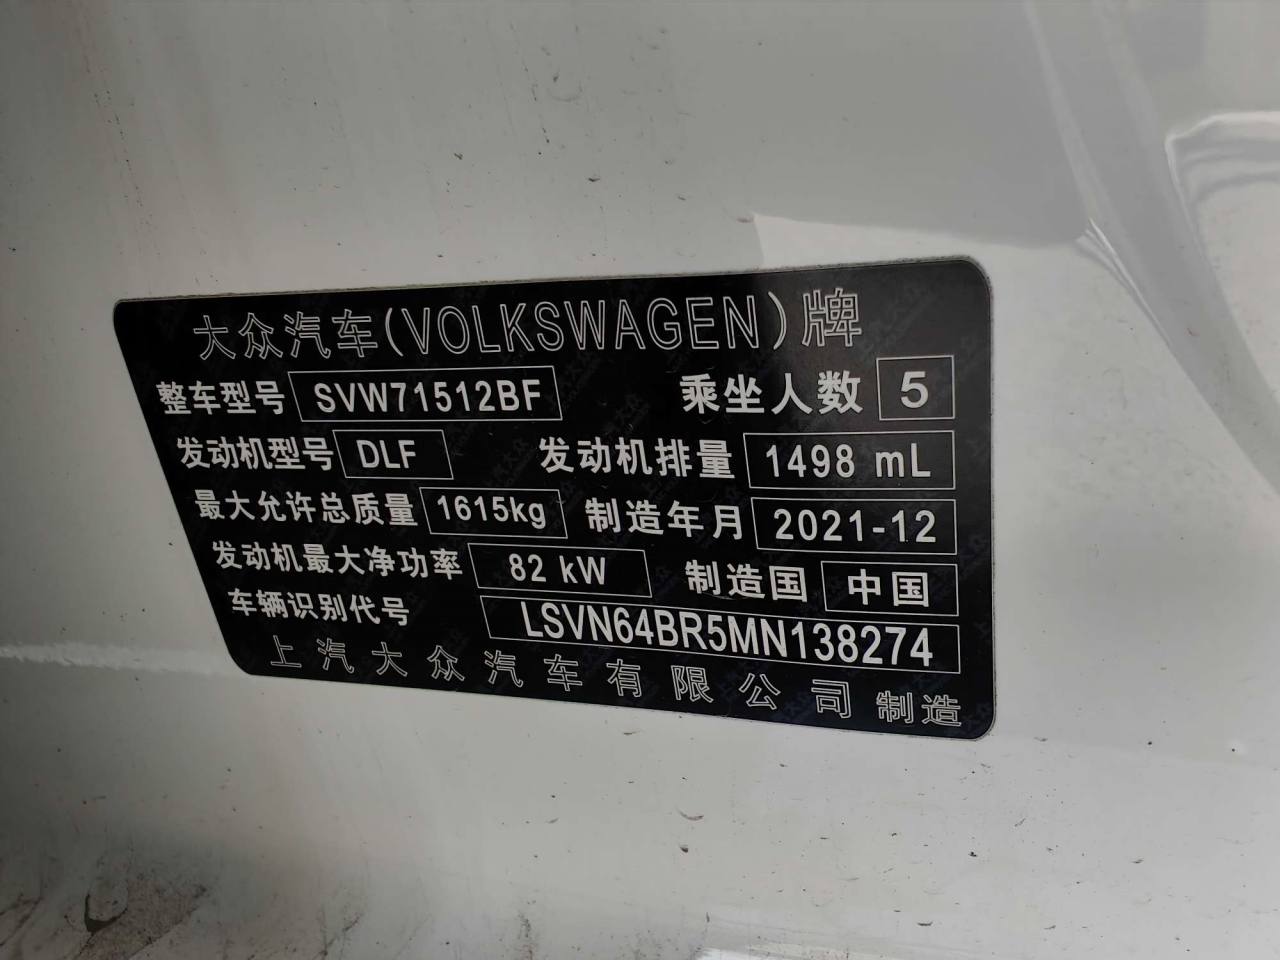 大众汽车(VOLKSWAGEN)牌
整车型号 SVW71512BF 乘坐人数 5
发动机型号 DLF 发动机排量 1498 mL
最大允许总质量 1615kg 制造年月 2021-12
发动机最大净功率 82 kW 制造国 中国
车辆识别代号 LSVN64BR5MN138274
上汽大众汽车有限公司 制造